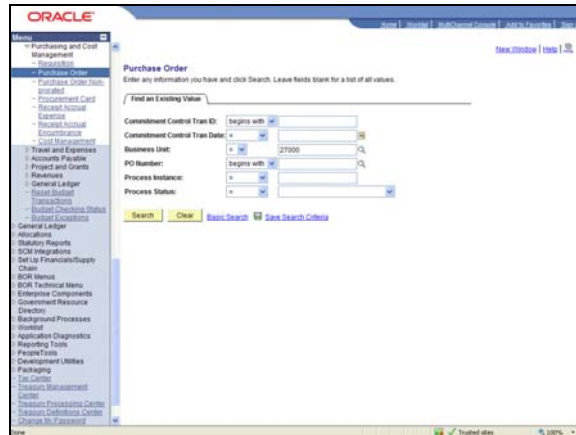 ORACLE
Home | Worklist | MultiChannel Console | Add to Favorites | Sign
Menu
Purchasing and Cost
Management
– Requisition
– Purchase Order
– Purchase Order Non-
prorated
– Procurement Card
– Receipt Accrual
Expense
– Receipt Accrual
Encumbrance
– Cost Management
Travel and Expenses
Accounts Payable
Project and Grants
Revenues
General Ledger
– Reset Budget
Transactions
– Budget Checking Status
– Budget Exceptions
General Ledger
Allocations
Statutory Reports
SCM Integrations
Set Up Financials/Supply
Chain
BOR Menus
BOR Technical Menu
Enterprise Components
Government Resource
Directory
Background Processes
Worklist
Application Diagnostics
Reporting Tools
PeopleTools
Development Utilities
Packaging
– Tax Center
– Treasury Management
Center
– Treasury Processing Center
– Treasury Definitions Center
– Change My Password
New Window | Help |
Purchase Order
Enter any information you have and click Search. Leave fields blank for a list of all values.
Find an Existing Value
Commitment Control Tran ID: begins with
Commitment Control Tran Date: =
Business Unit: = 27000
PO Number: begins with
Process Instance: =
Process Status: =
Search Clear Basic Search Save Search Criteria
Done Trusted sites 100%